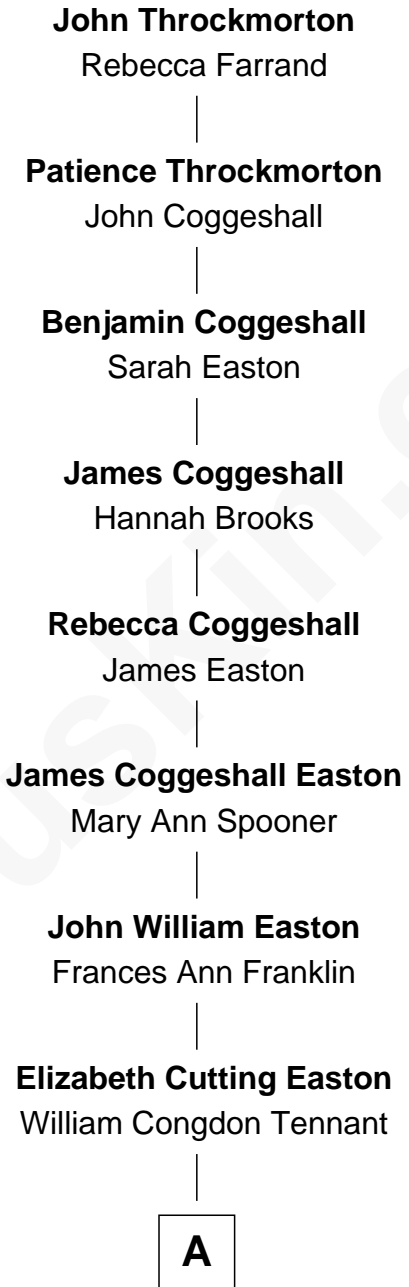 John Throckmorton
Rebecca Farrand
Patience Throckmorton
John Coggeshall
Benjamin Coggeshall
Sarah Easton
James Coggeshall
Hannah Brooks
Rebecca Coggeshall
James Easton
James Coggeshall Easton
Mary Ann Spooner
John William Easton
Frances Ann Franklin
Elizabeth Cutting Easton
William Congdon Tennant
A